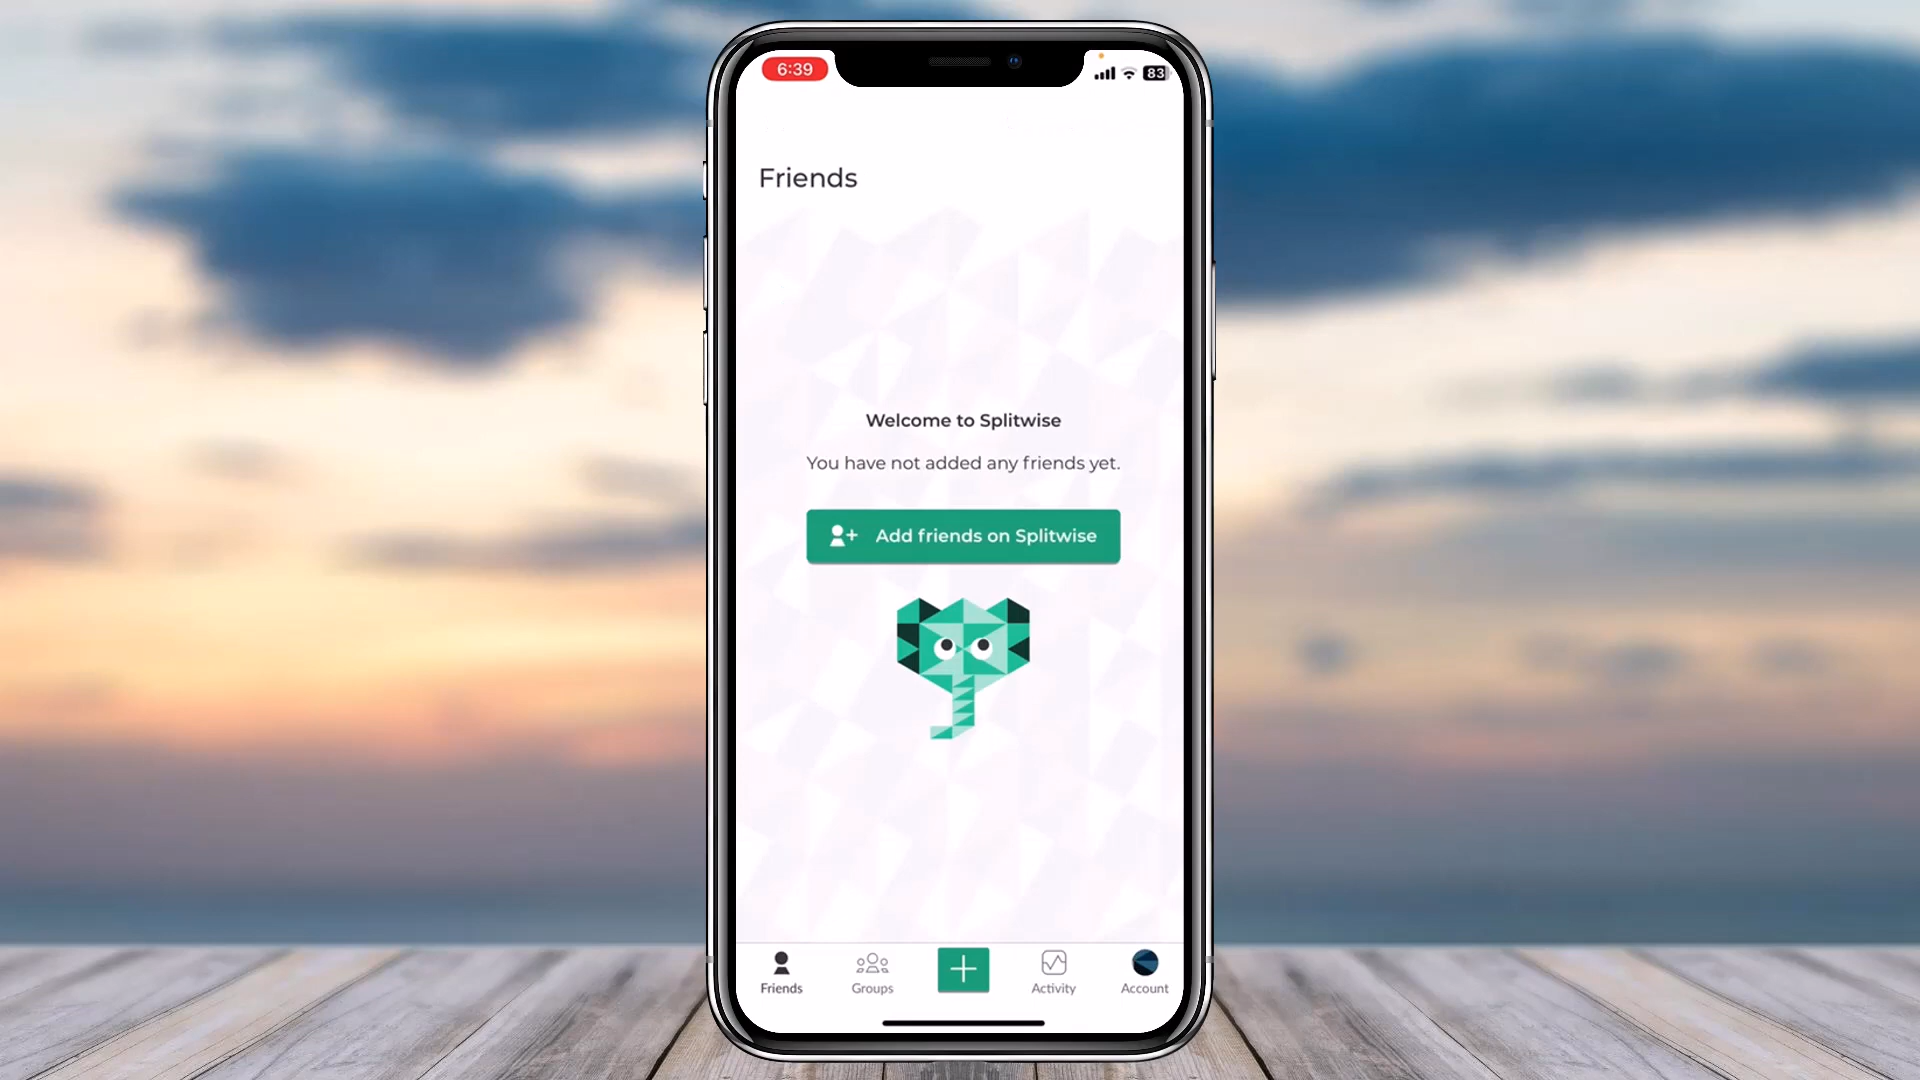 6:39
83
Friends
Welcome to Splitwise
You have not added any friends yet.
Add friends on Splitwise
Friends
Groups
Activity
Account